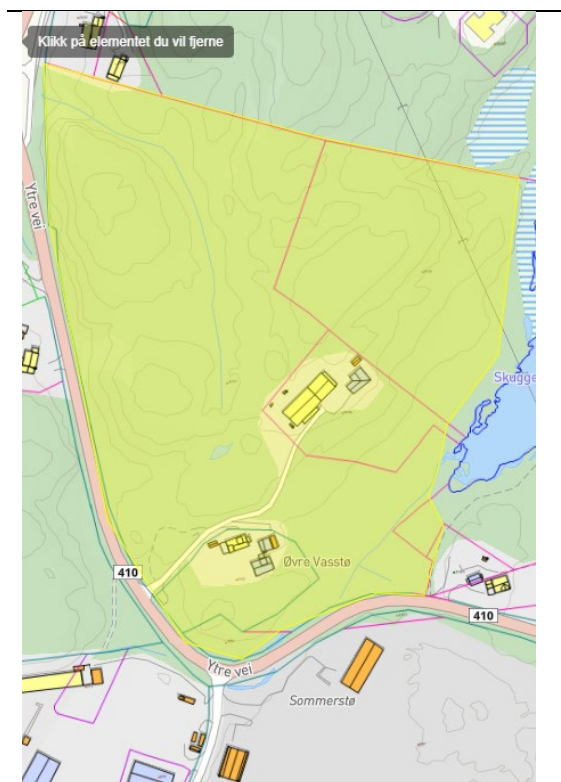 Klikk på elementet du vil fjerne
Ytre vei
Skugge
Øvre Vasstø
410
410
Ytre vei
Sommerstø